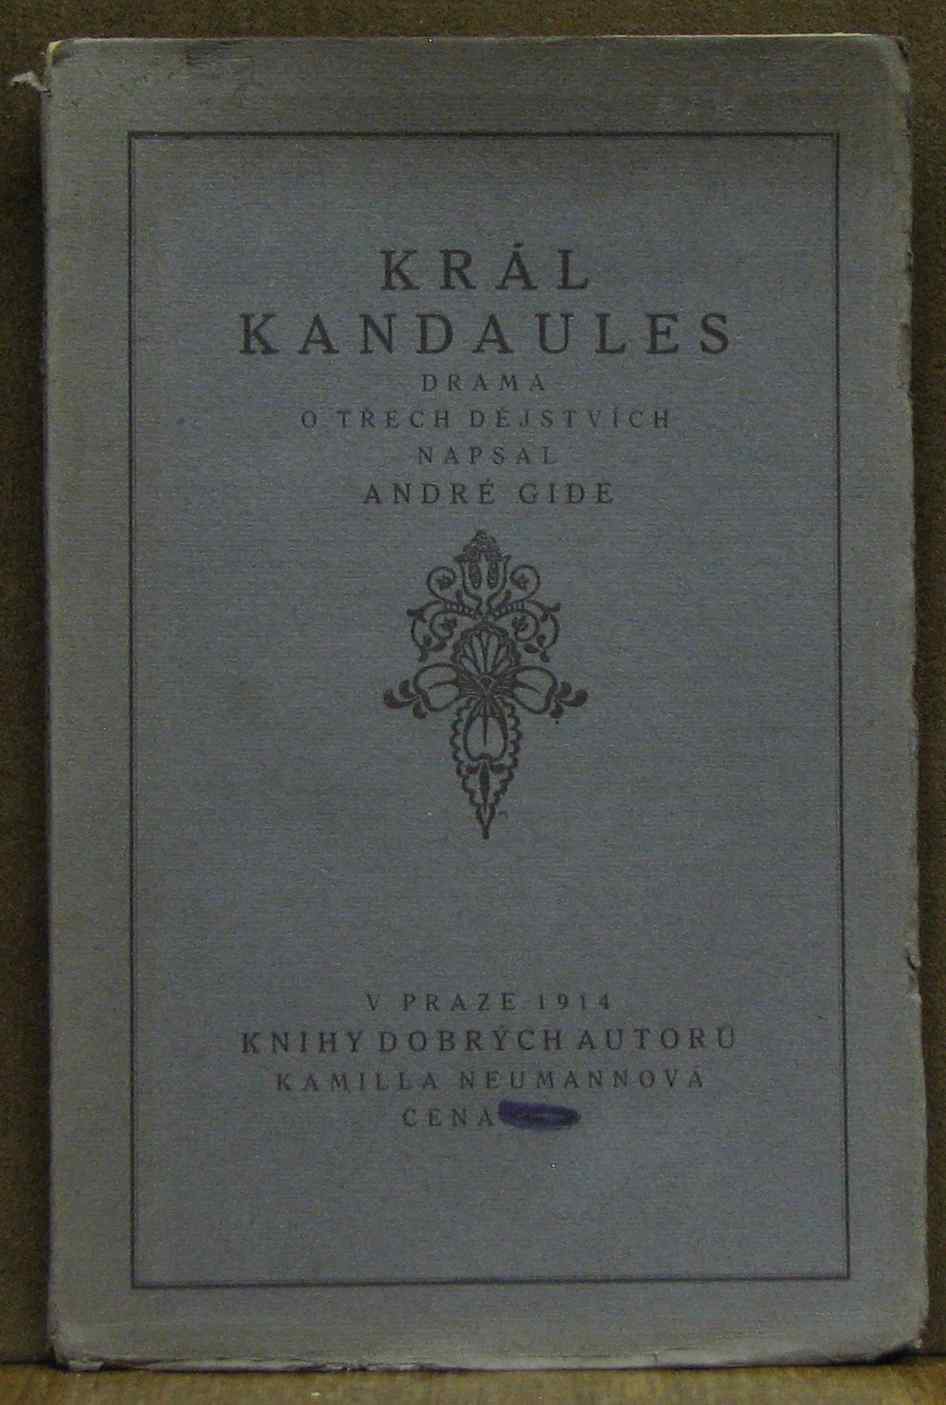 KRÁL
KANDAULES
DRAMA
O TŘECH DĚJSTVÍCH
NAPSAL
ANDRÉ GIDE
V PRAZE 1914
KNIHY DOBRÝCH AUTORŮ
KAMILLA NEUMANNOVÁ
CENA